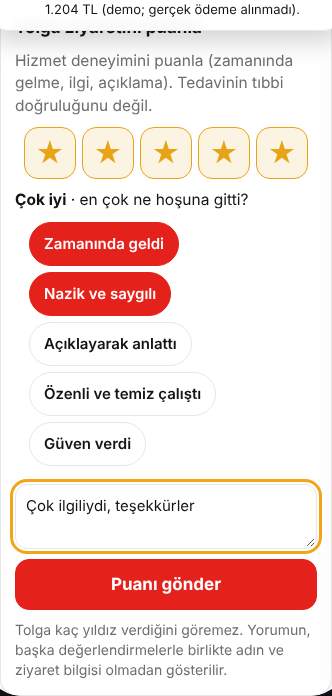 1.204 TL (demo; gerçek ödeme alınmadı).
Tolga ziyaretini puanla
Hizmet deneyimini puanla (zamanında
gelme, ilgi, açıklama). Tedavinin tıbbi
doğruluğunu değil.
Çok iyi · en çok ne hoşuna gitti?
Zamanında geldi
Nazik ve saygılı
Açıklayarak anlattı
Özenli ve temiz çalıştı
Güven verdi
Çok ilgiliydi, teşekkürler
Puanı gönder
Tolga kaç yıldız verdiğini göremez. Yorumun,
başka değerlendirmelerle birlikte adın ve
ziyaret bilgisi olmadan gösterilir.